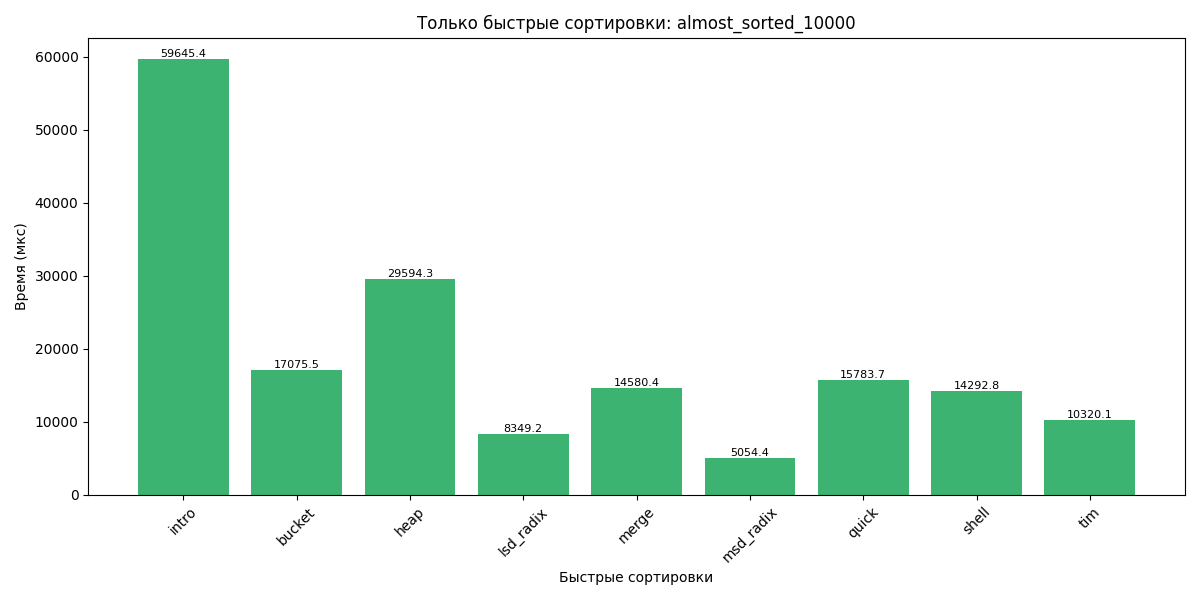 Только быстрые сортировки: almost_sorted_10000
Время (мкс)
60000
50000
40000
30000
20000
10000
0
59645.4
17075.5
29594.3
8349.2
14580.4
5054.4
15783.7
14292.8
10320.1
intro
bucket
heap
lsd_radix
merge
msd_radix
quick
shell
tim
Быстрые сортировки